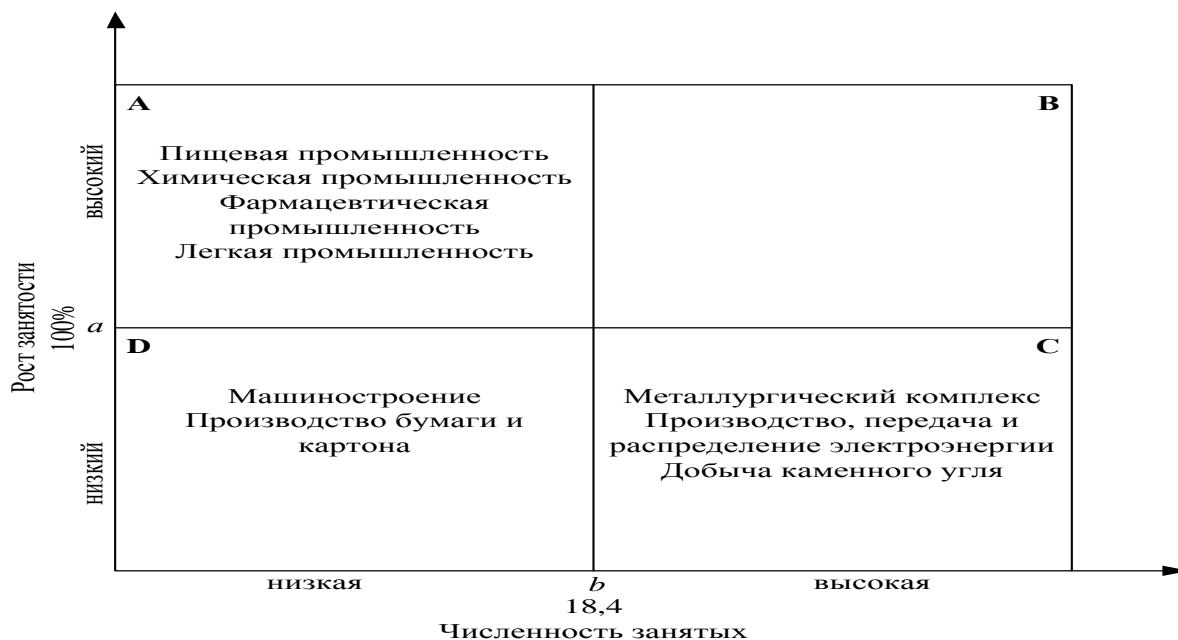 A
B
Пищевая промышленность
Химическая промышленность
Фармацевтическая
промышленность
Легкая промышленность
высокий
Рост занятости
100%
a
D
C
Машиностроение
Производство бумаги и
картона
Металлургический комплекс
Производство, передача и
распределение электроэнергии
Добыча каменного угля
низкий
низкая
b
высокая
18,4
Численность занятых